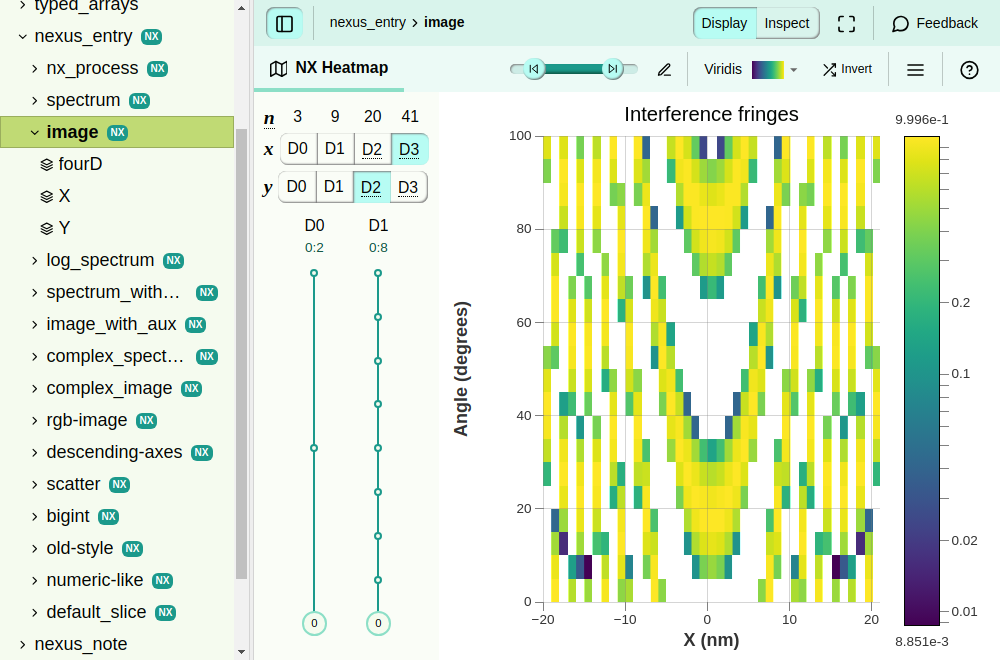 typed_arrays
nexus_entry NX
nx_process NX
spectrum NX
image NX
fourD
X
Y
log_spectrum NX
spectrum_with… NX
image_with_aux NX
complex_spect… NX
complex_image NX
rgb-image NX
descending-axes NX
scatter NX
bigint NX
old-style NX
numeric-like NX
default_slice NX
nexus_note
nexus_entry › image
Display Inspect
Feedback
NX Heatmap
Viridis
Invert
n 3 9 20 41
x D0 D1 D2 D3
y D0 D1 D2 D3
D0 D1
0:2 0:8
0 0
Interference fringes
100
80
60
40
20
0
Angle (degrees)
−20 −10 0 10 20
X (nm)
9.996e-1
0.2
0.1
0.02
0.01
8.851e-3